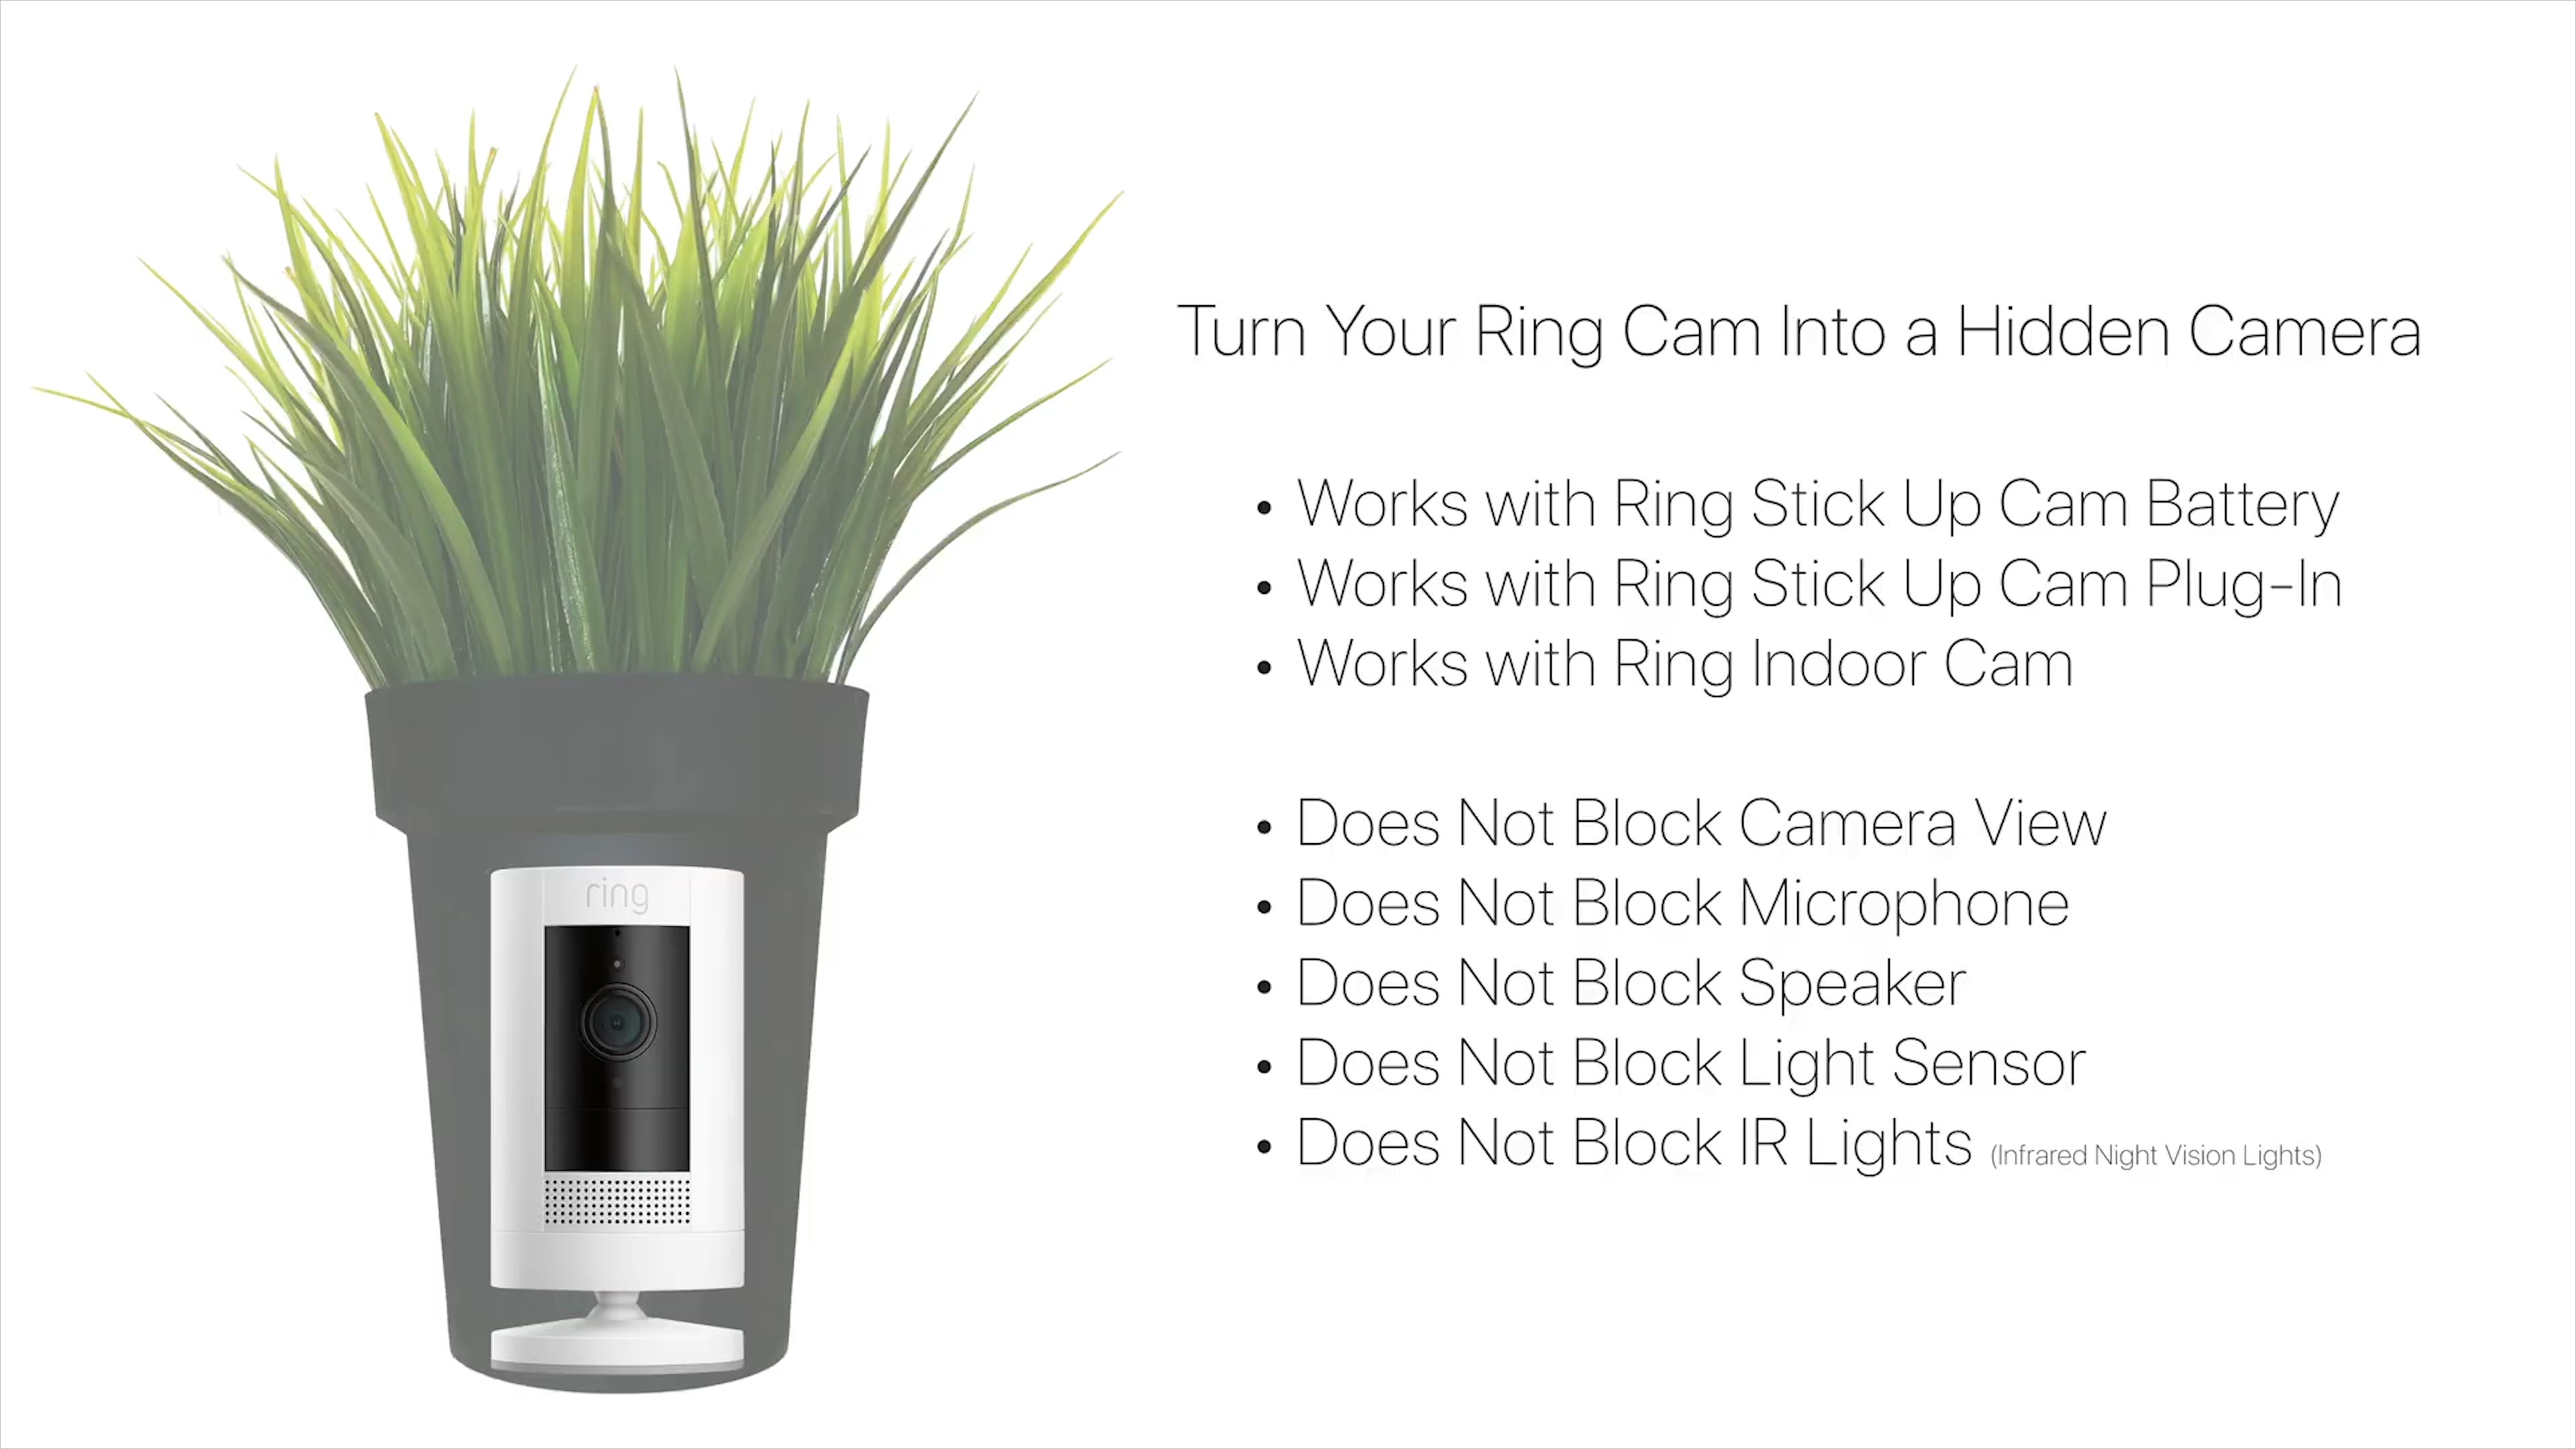 Turn Your Ring Cam Into a Hidden Camera
• Works with Ring Stick Up Cam Battery
• Works with Ring Stick Up Cam Plug-In
• Works with Ring Indoor Cam
• Does Not Block Camera View
• Does Not Block Microphone
• Does Not Block Speaker
• Does Not Block Light Sensor
• Does Not Block IR Lights (Infrared Night Vision Lights)
ring